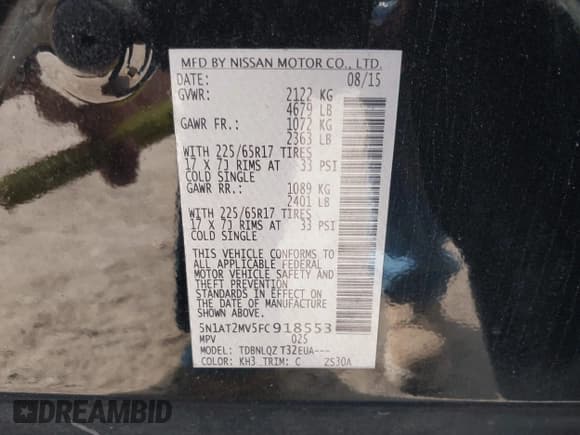 MFD BY NISSAN MOTOR CO., LTD.
DATE: 08/15
GVWR: 2122 KG
4679 LB
GAWR FR.: 1072 KG
2363 LB
WITH 225/65R17 TIRES
17 X 7J RIMS AT 33 PSI
COLD SINGLE
GAWR RR.: 1089 KG
2401 LB
WITH 225/65R17 TIRES
17 X 7J RIMS AT 33 PSI
COLD SINGLE
THIS VEHICLE CONFORMS TO
ALL APPLICABLE FEDERAL
MOTOR VEHICLE SAFETY AND
THEFT PREVENTION
STANDARDS IN EFFECT ON
THE DATE OF MANUFACTURE
SHOWN ABOVE.
5N1AT2MV5FC918553
MPV 025
MODEL: TDBNLQZ T32EUA---
COLOR: KH3 TRIM: C 2S30A
DREAMBID